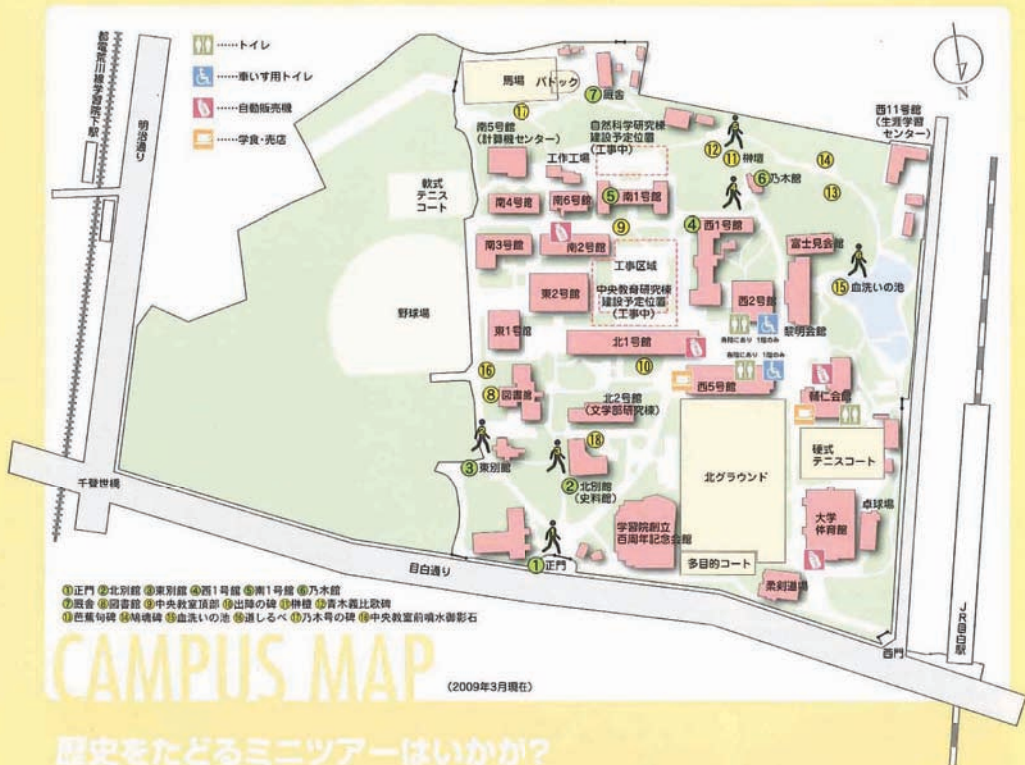 都電荒川線学習院下駅
明治通り
……トイレ
……車いす用トイレ
……自動販売機
……学食・売店
馬場
パドック
⑰
⑦厩舎
N
西11号館
(生涯学習
センター)
南5号館
(計算機センター)
自然科学研究棟
建設予定位置
(工事中)
工作工場
⑫
⑪榊壇
⑭
⑬
⑥乃木館
軟式
テニス
コート
南4号館
南6号館
⑤南1号館
⑨
④西1号館
南3号館
南2号館
富士見会館
工事区域
中央教育研究棟
建設予定位置
(工事中)
⑮血洗いの池
東2号館
西2号館
野球場
各階にあり 1階のみ
黎明会館
東1号館
北1号館
各階にあり 1階のみ
⑯
⑩
西5号館
⑧図書館
輔仁会館
北2号館
(文学部研究棟)
⑱
③東別館
②北別館
(史料館)
北グラウンド
硬式
テニスコート
千登世橋
学習院創立
百周年記念会館
大学
体育館
卓球場
目白通り
①正門
多目的コート
柔剣道場
西門
JR目白駅
①正門 ②北別館 ③東別館 ④西1号館 ⑤南1号館 ⑥乃木館
⑦厩舎 ⑧図書館 ⑨中央教室頂部 ⑩出陣の碑 ⑪榊壇 ⑫青木義比歌碑
⑬芭蕉句碑 ⑭鳩魂碑 ⑮血洗いの池 ⑯道しるべ ⑰乃木号の碑 ⑱中央教室前噴水御影石
CAMPUS MAP
(2009年3月現在)
歴史をたどるミニツアーはいかが?